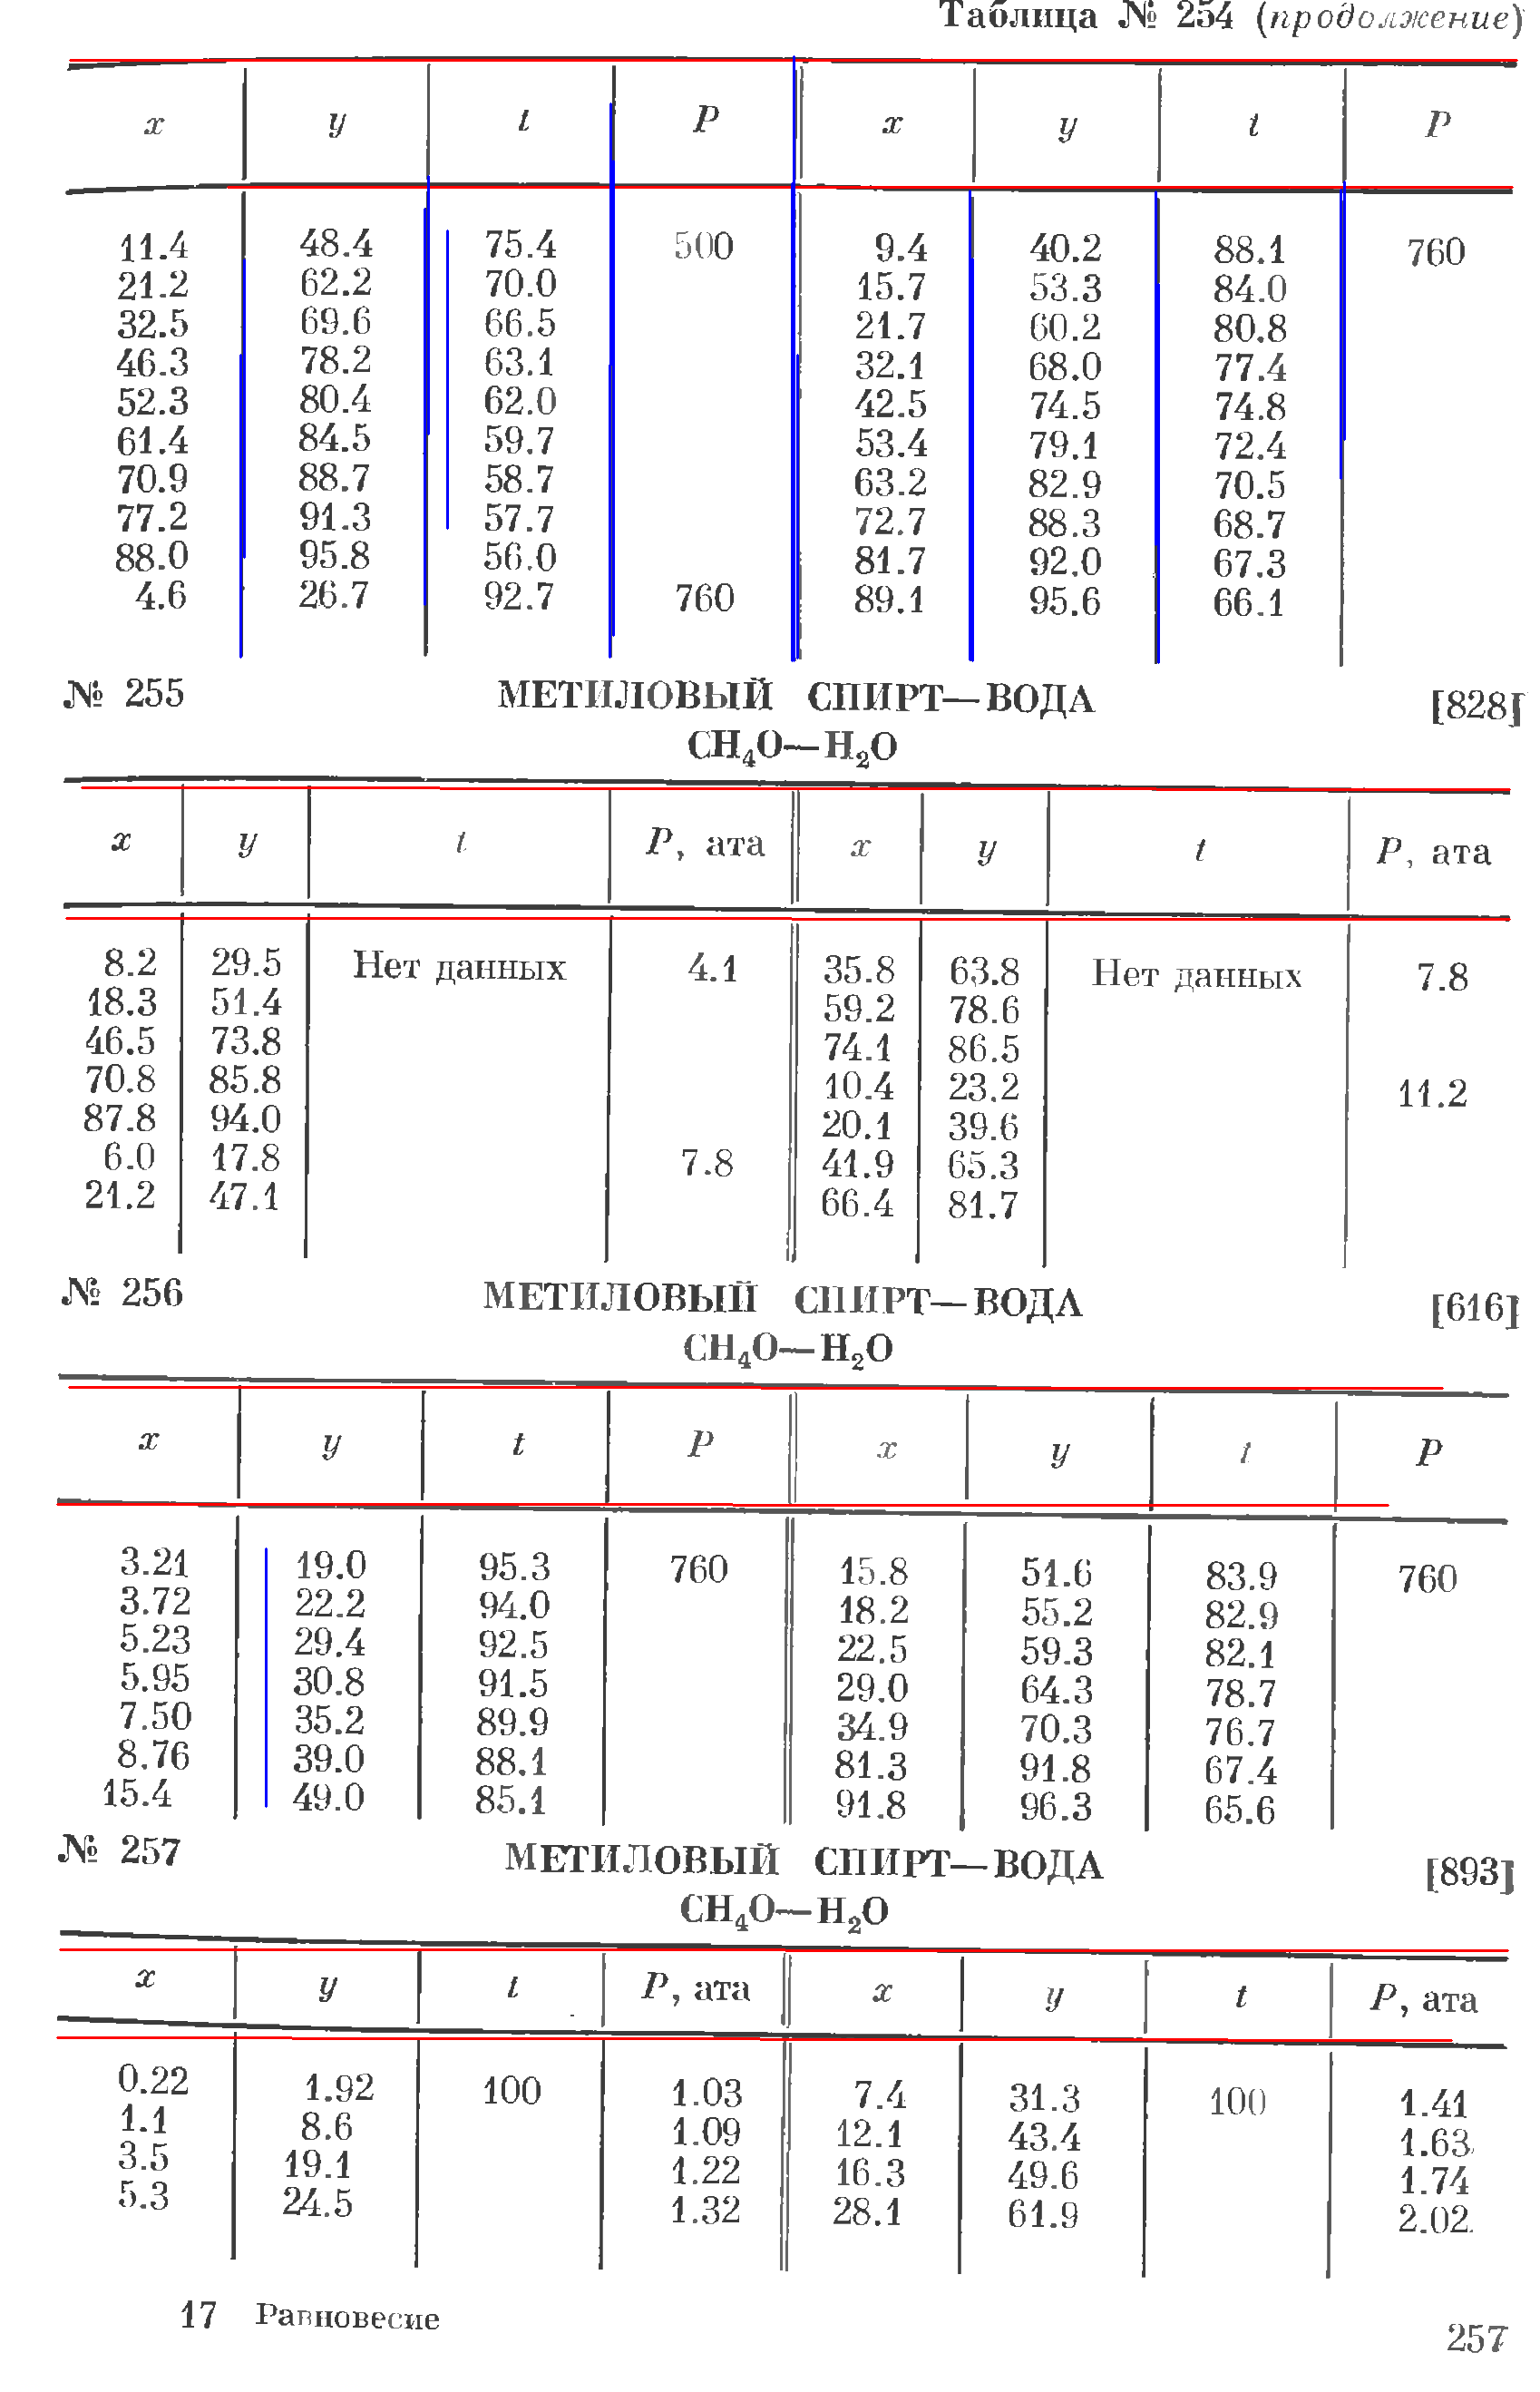 Таблица № 254 (продолжение)
x y t P x y t P
11.4 48.4 75.4 500 9.4 40.2 88.1 760
21.2 62.2 70.0 15.7 53.3 84.0
32.5 69.6 66.5 21.7 60.2 80.8
46.3 78.2 63.1 32.1 68.0 77.4
52.3 80.4 62.0 42.5 74.5 74.8
61.4 84.5 59.7 53.4 79.1 72.4
70.9 88.7 58.7 63.2 82.9 70.5
77.2 91.3 57.7 72.7 88.3 68.7
88.0 95.8 56.0 81.7 92.0 67.3
4.6 26.7 92.7 760 89.1 95.6 66.1
№ 255 МЕТИЛОВЫЙ СПИРТ—ВОДА [828]
CH₄O—H₂O
x y t P, ата x y t P, ата
8.2 29.5 Нет данных 4.1 35.8 63.8 Нет данных 7.8
18.3 51.4 59.2 78.6
46.5 73.8 74.1 86.5
70.8 85.8 10.4 23.2 11.2
87.8 94.0 20.1 39.6
6.0 17.8 7.8 41.9 65.3
21.2 47.1 66.4 81.7
№ 256 МЕТИЛОВЫЙ СПИРТ—ВОДА [616]
CH₄O—H₂O
x y t P x y t P
3.21 19.0 95.3 760 15.8 51.6 83.9 760
3.72 22.2 94.0 18.2 55.2 82.9
5.23 29.4 92.5 22.5 59.3 82.1
5.95 30.8 91.5 29.0 64.3 78.7
7.50 35.2 89.9 34.9 70.3 76.7
8.76 39.0 88.1 81.3 91.8 67.4
15.4 49.0 85.1 91.8 96.3 65.6
№ 257 МЕТИЛОВЫЙ СПИРТ—ВОДА [893]
CH₄O—H₂O
x y t P, ата x y t P, ата
0.22 1.92 100 1.03 7.4 31.3 100 1.41
1.1 8.6 1.09 12.1 43.4 1.63
3.5 19.1 1.22 16.3 49.6 1.74
5.3 24.5 1.32 28.1 61.9 2.02
17 Равновесие
257